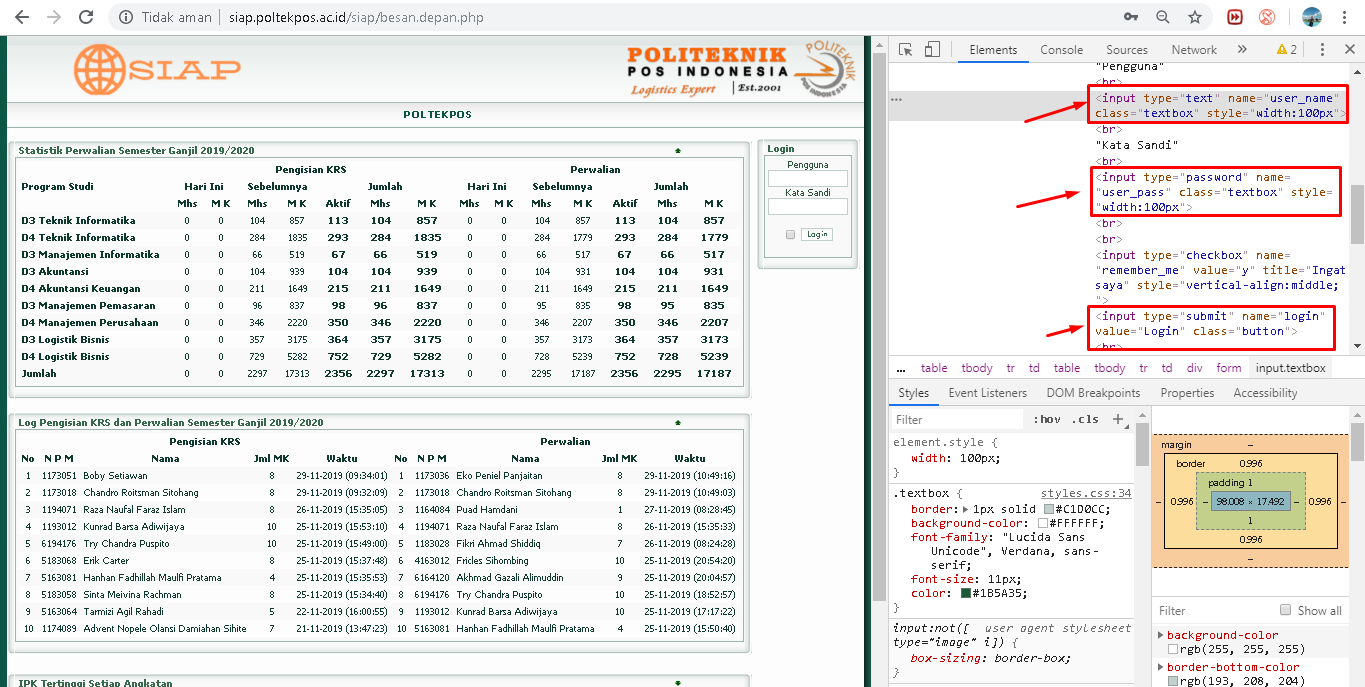 Tidak aman | siap.poltekpos.ac.id/siap/besan.depan.php
SIAP
POLITEKNIK
POS INDONESIA
Logistics Expert | Est.2001
POLITEKNIK
POS INDONESIA
POLTEKPOS
Statistik Perwalian Semester Ganjil 2019/2020
Pengisian KRS Perwalian
Program Studi Hari Ini Sebelumnya Jumlah Hari Ini Sebelumnya Jumlah
Mhs M K Mhs M K Aktif Mhs M K Mhs M K Mhs M K Aktif Mhs M K
D3 Teknik Informatika 0 0 104 857 113 104 857 0 0 104 857 113 104 857
D4 Teknik Informatika 0 0 284 1835 293 284 1835 0 0 284 1779 293 284 1779
D3 Manajemen Informatika 0 0 66 519 67 66 519 0 0 66 517 67 66 517
D3 Akuntansi 0 0 104 939 104 104 939 0 0 104 931 104 104 931
D4 Akuntansi Keuangan 0 0 211 1649 215 211 1649 0 0 211 1649 215 211 1649
D3 Manajemen Pemasaran 0 0 96 837 98 96 837 0 0 95 835 98 95 835
D4 Manajemen Perusahaan 0 0 346 2220 350 346 2220 0 0 346 2207 350 346 2207
D3 Logistik Bisnis 0 0 357 3175 364 357 3175 0 0 357 3173 364 357 3173
D4 Logistik Bisnis 0 0 729 5282 752 729 5282 0 0 728 5239 752 728 5239
Jumlah 0 0 2297 17313 2356 2297 17313 0 0 2295 17187 2356 2295 17187
Login
Pengguna
Kata Sandi
Login
Log Pengisian KRS dan Perwalian Semester Ganjil 2019/2020
Pengisian KRS Perwalian
No N P M Nama Jml MK Waktu No N P M Nama Jml MK Waktu
1 1173051 Boby Setiawan 8 29-11-2019 (09:34:01) 1 1173036 Eko Peniel Panjaitan 8 29-11-2019 (10:49:16)
2 1173018 Chandro Roitsman Sitohang 8 29-11-2019 (09:32:09) 2 1173018 Chandro Roitsman Sitohang 8 29-11-2019 (10:49:03)
3 1194071 Raza Naufal Faraz Islam 8 26-11-2019 (15:35:05) 3 1164084 Puad Hamdani 1 27-11-2019 (08:28:45)
4 1193012 Kunrad Barsa Adiwijaya 10 25-11-2019 (15:53:10) 4 1194071 Raza Naufal Faraz Islam 8 26-11-2019 (15:35:33)
5 6194176 Try Chandra Puspito 10 25-11-2019 (15:49:00) 5 1183028 Fikri Ahmad Shiddiq 7 26-11-2019 (08:24:28)
6 5183068 Erik Carter 8 25-11-2019 (15:37:48) 6 4163012 Fricles Sihombing 10 25-11-2019 (20:54:20)
7 5163081 Hanhan Fadhillah Maulfi Pratama 4 25-11-2019 (15:35:53) 7 6164120 Akhmad Gazali Alimuddin 9 25-11-2019 (20:04:57)
8 5183058 Sinta Meivina Rachman 8 25-11-2019 (15:34:40) 8 6194176 Try Chandra Puspito 10 25-11-2019 (18:52:57)
9 5163064 Tarmizi Agil Rahadi 5 22-11-2019 (16:00:55) 9 1193012 Kunrad Barsa Adiwijaya 10 25-11-2019 (17:17:22)
10 1174089 Advent Nopele Olansi Damiahan Sihite 7 21-11-2019 (13:47:23) 10 5163081 Hanhan Fadhillah Maulfi Pratama 4 25-11-2019 (15:50:40)
IPK Tertinggi Setiap Angkatan
Elements Console Sources Network » 2
"Pengguna"
<br>
<input type="text" name="user_name"
class="textbox" style="width:100px">
<br>
"Kata Sandi"
<br>
<input type="password" name=
"user_pass" class="textbox" style=
"width:100px">
<br>
<br>
<input type="checkbox" name=
"remember_me" value="y" title="Ingat
saya" style="vertical-align:middle;
">
<input type="submit" name="login"
value="Login" class="button">
<br>
... table tbody tr td table tbody tr td div form input.textbox
Styles Event Listeners DOM Breakpoints Properties Accessibility
Filter :hov .cls +
element.style {
width: 100px;
}
.textbox { styles.css:34
border: 1px solid #C1D0CC;
background-color: #FFFFFF;
font-family: "Lucida Sans
Unicode", Verdana, sans-
serif;
font-size: 11px;
color: #1B5A35;
}
input:not([ user agent stylesheet
type="image" i]) {
box-sizing: border-box;
}
margin –
border 0.996
padding 1
– 0.996 1 98.008 × 17.492 – 0.996 –
1
0.996
–
Filter Show all
background-color
rgb(255, 255, 255)
border-bottom-color
rgb(193, 208, 204)